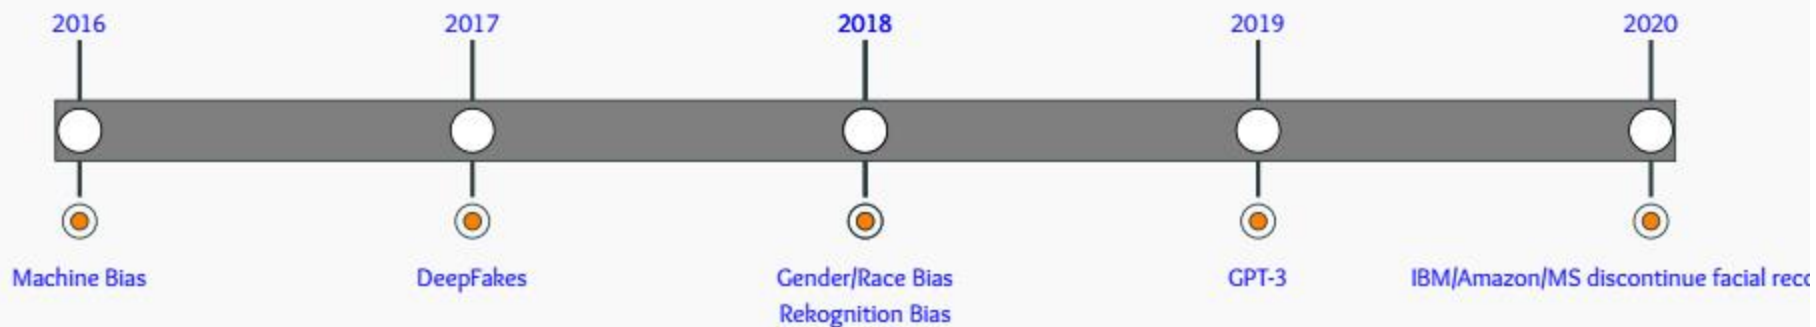 2016 2017 2018 2019 2020
Machine Bias DeepFakes Gender/Race Bias GPT-3 IBM/Amazon/MS discontinue facial reco
Rekognition Bias